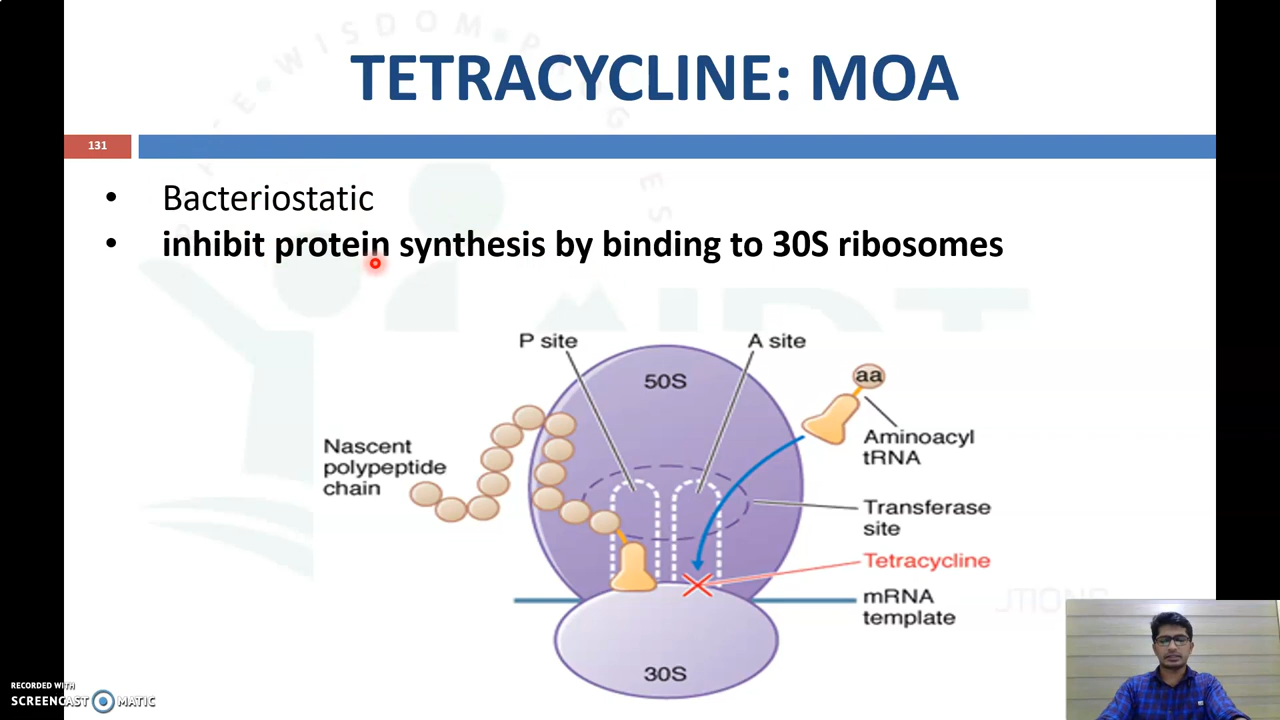 TETRACYCLINE: MOA
131
• Bacteriostatic
• inhibit protein synthesis by binding to 30S ribosomes
P site
A site
50S
aa
Aminoacyl
tRNA
Nascent
polypeptide
chain
Transferase
site
Tetracycline
mRNA
template
30S
RECORDED WITH
SCREENCAST MATIC